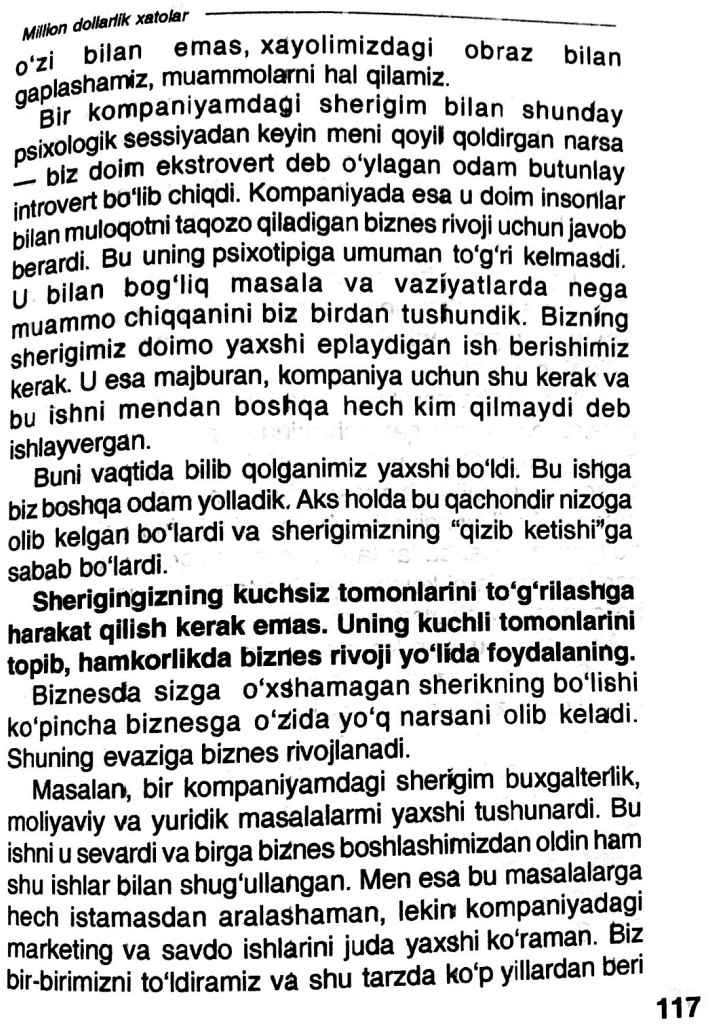 Million dollarlik xatolar
o‘zi bilan emas, xayolimizdagi obraz bilan
gaplashamiz, muammolarni hal qilamiz.
Bir kompaniyamdagi sherigim bilan shunday
psixologik sessiyadan keyin meni qoyil qoldirgan narsa
— biz doim ekstrovert deb o‘ylagan odam butunlay
introvert bo‘lib chiqdi. Kompaniyada esa u doim insonlar
bilan muloqotni taqozo qiladigan biznes rivoji uchun javob
berardi. Bu uning psixotipiga umuman to‘g‘ri kelmasdi.
U bilan bog‘liq masala va vaziyatlarda nega
muammo chiqqanini biz birdan tushundik. Bizning
sherigimiz doimo yaxshi eplaydigan ish berishimiz
kerak. U esa majburan, kompaniya uchun shu kerak va
bu ishni mendan boshqa hech kim qilmaydi deb
ishlayvergan.
Buni vaqtida bilib qolganimiz yaxshi bo‘ldi. Bu ishga
biz boshqa odam yolladik. Aks holda bu qachondir nizoga
olib kelgan bo‘lardi va sherigimizning “qizib ketishi”ga
sabab bo‘lardi.
Sherigingizning kuchsiz tomonlarini to‘g‘rilashga
harakat qilish kerak emas. Uning kuchli tomonlarini
topib, hamkorlikda biznes rivoji yo‘lida foydalaning.
Biznesda sizga o‘xshamagan sherikning bo‘lishi
ko‘pincha biznesga o‘zida yo‘q narsani olib keladi.
Shuning evaziga biznes rivojlanadi.
Masalan, bir kompaniyamdagi sherigim buxgalterlik,
moliyaviy va yuridik masalalarmi yaxshi tushunardi. Bu
ishni u sevardi va birga biznes boshlashimizdan oldin ham
shu ishlar bilan shug‘ullangan. Men esa bu masalalarga
hech istamasdan aralashaman, lekin kompaniyadagi
marketing va savdo ishlarini juda yaxshi ko‘raman. Biz
bir-birimizni to‘ldiramiz va shu tarzda ko‘p yillardan beri
117